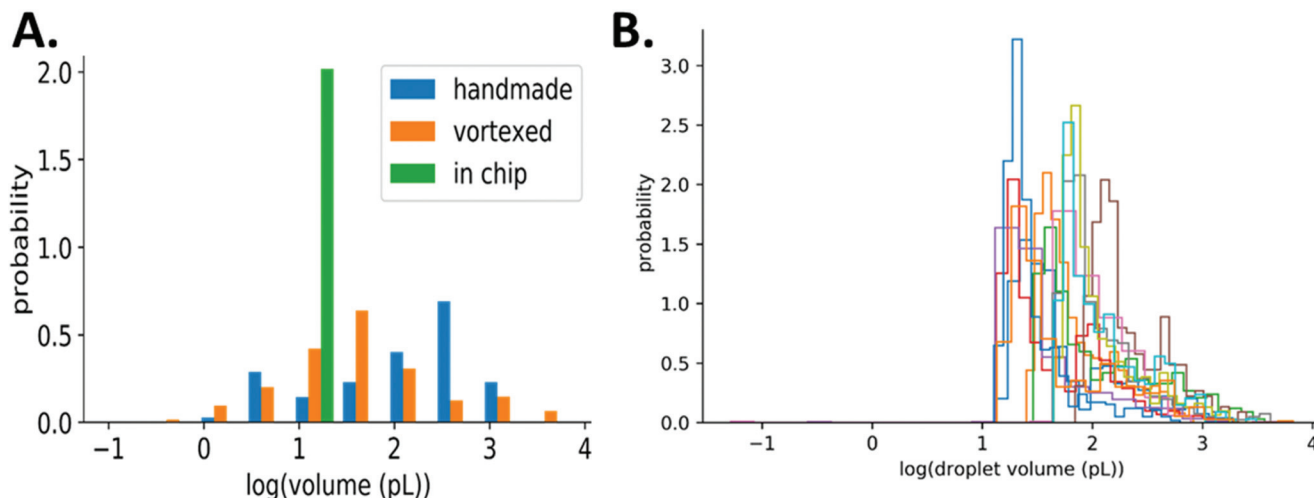 A.
2.0
1.5
1.0
0.5
0.0
probability
−1 0 1 2 3 4
log(volume (pL))
handmade
vortexed
in chip
B.
3.0
2.5
2.0
1.5
1.0
0.5
0.0
probability
−1 0 1 2 3 4
log(droplet volume (pL))